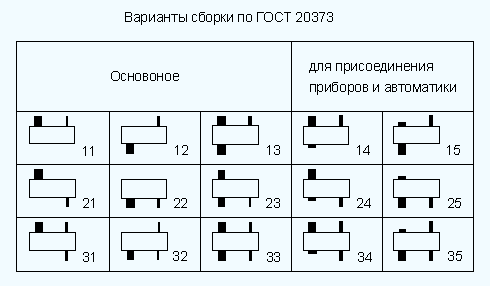 Варианты сборки по ГОСТ 20373
Основоное
для присоединения
приборов и автоматики
11 12 13 14 15
21 22 23 24 25
31 32 33 34 35